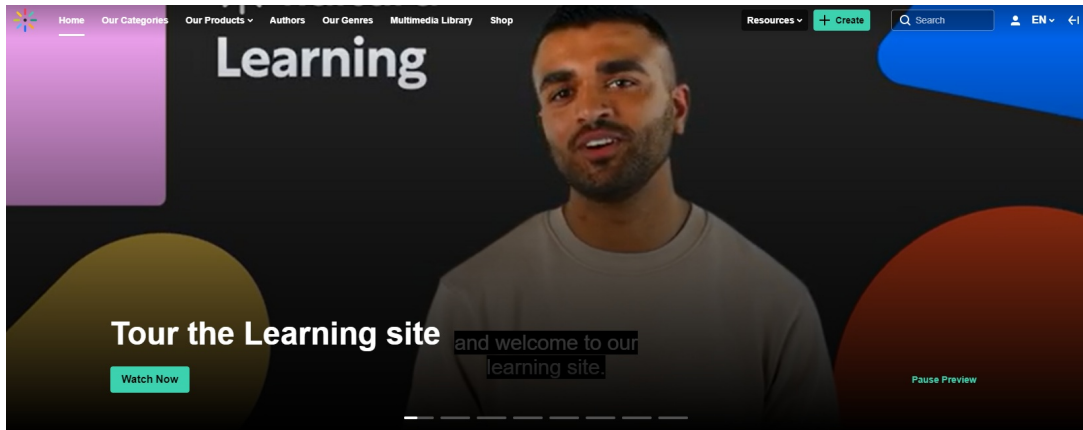 Home Our Categories Our Products Authors Our Genres Multimedia Library Shop Resources + Create Search EN
Learning
Tour the Learning site
and welcome to our
learning site.
Watch Now
Pause Preview